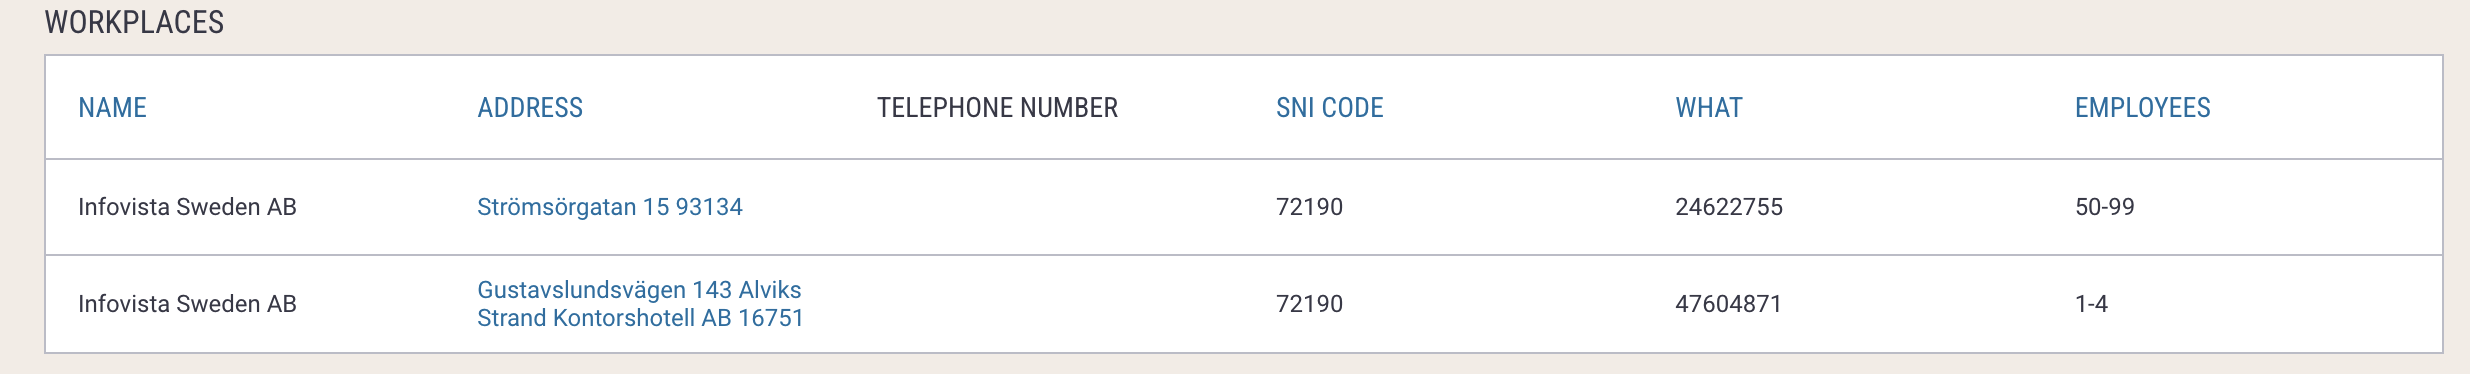 WORKPLACES
NAME ADDRESS TELEPHONE NUMBER SNI CODE WHAT EMPLOYEES
Infovista Sweden AB Strömsörgatan 15 93134 72190 24622755 50-99
Infovista Sweden AB Gustavslundsvägen 143 Alviks 72190 47604871 1-4
Strand Kontorshotell AB 16751